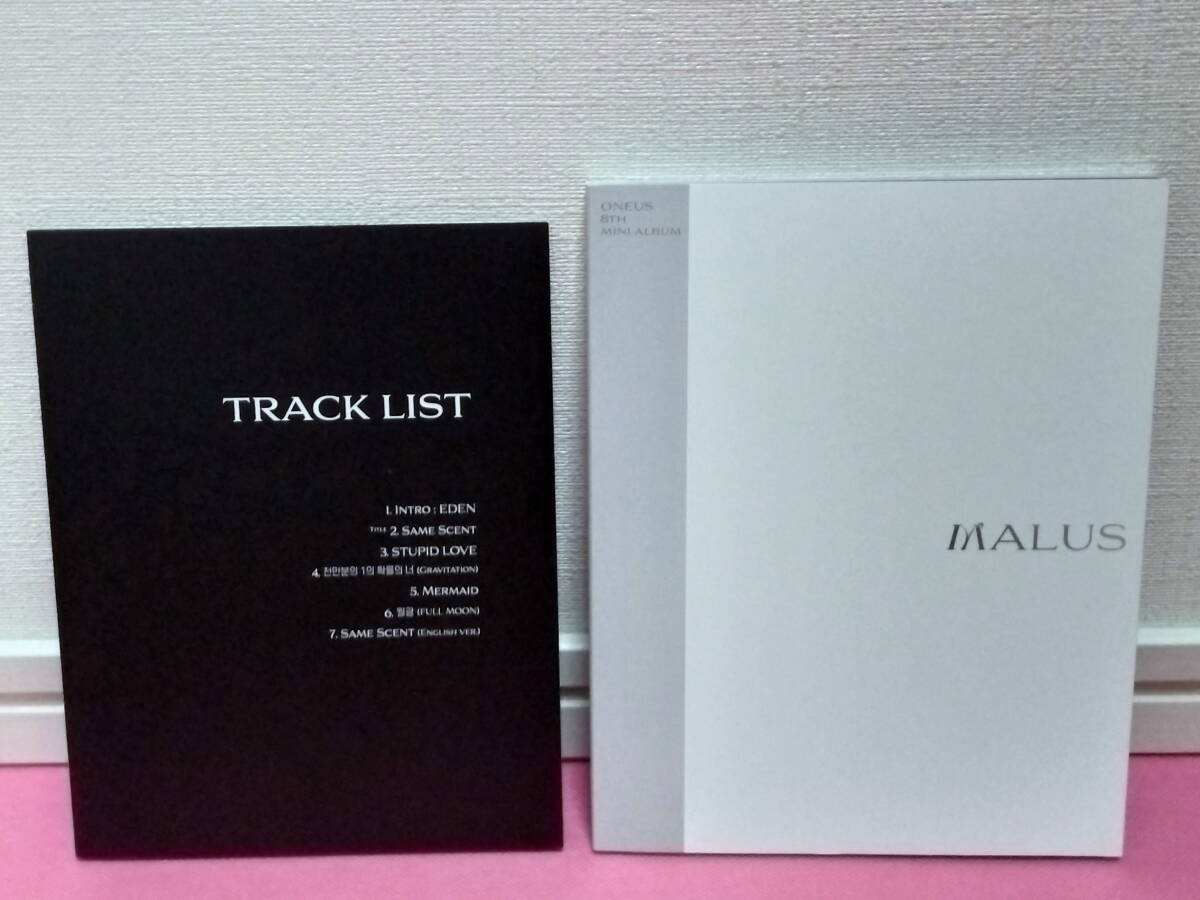 TRACK LIST
1. INTRO : EDEN
TITLE 2. SAME SCENT
3. STUPID LOVE
4. 천만분의 1의 확률의 너 (GRAVITATION)
5. MERMAID
6. 월광 (FULL MOON)
7. SAME SCENT (ENGLISH VER.)
ONEUS
8TH
MINI ALBUM
MALUS